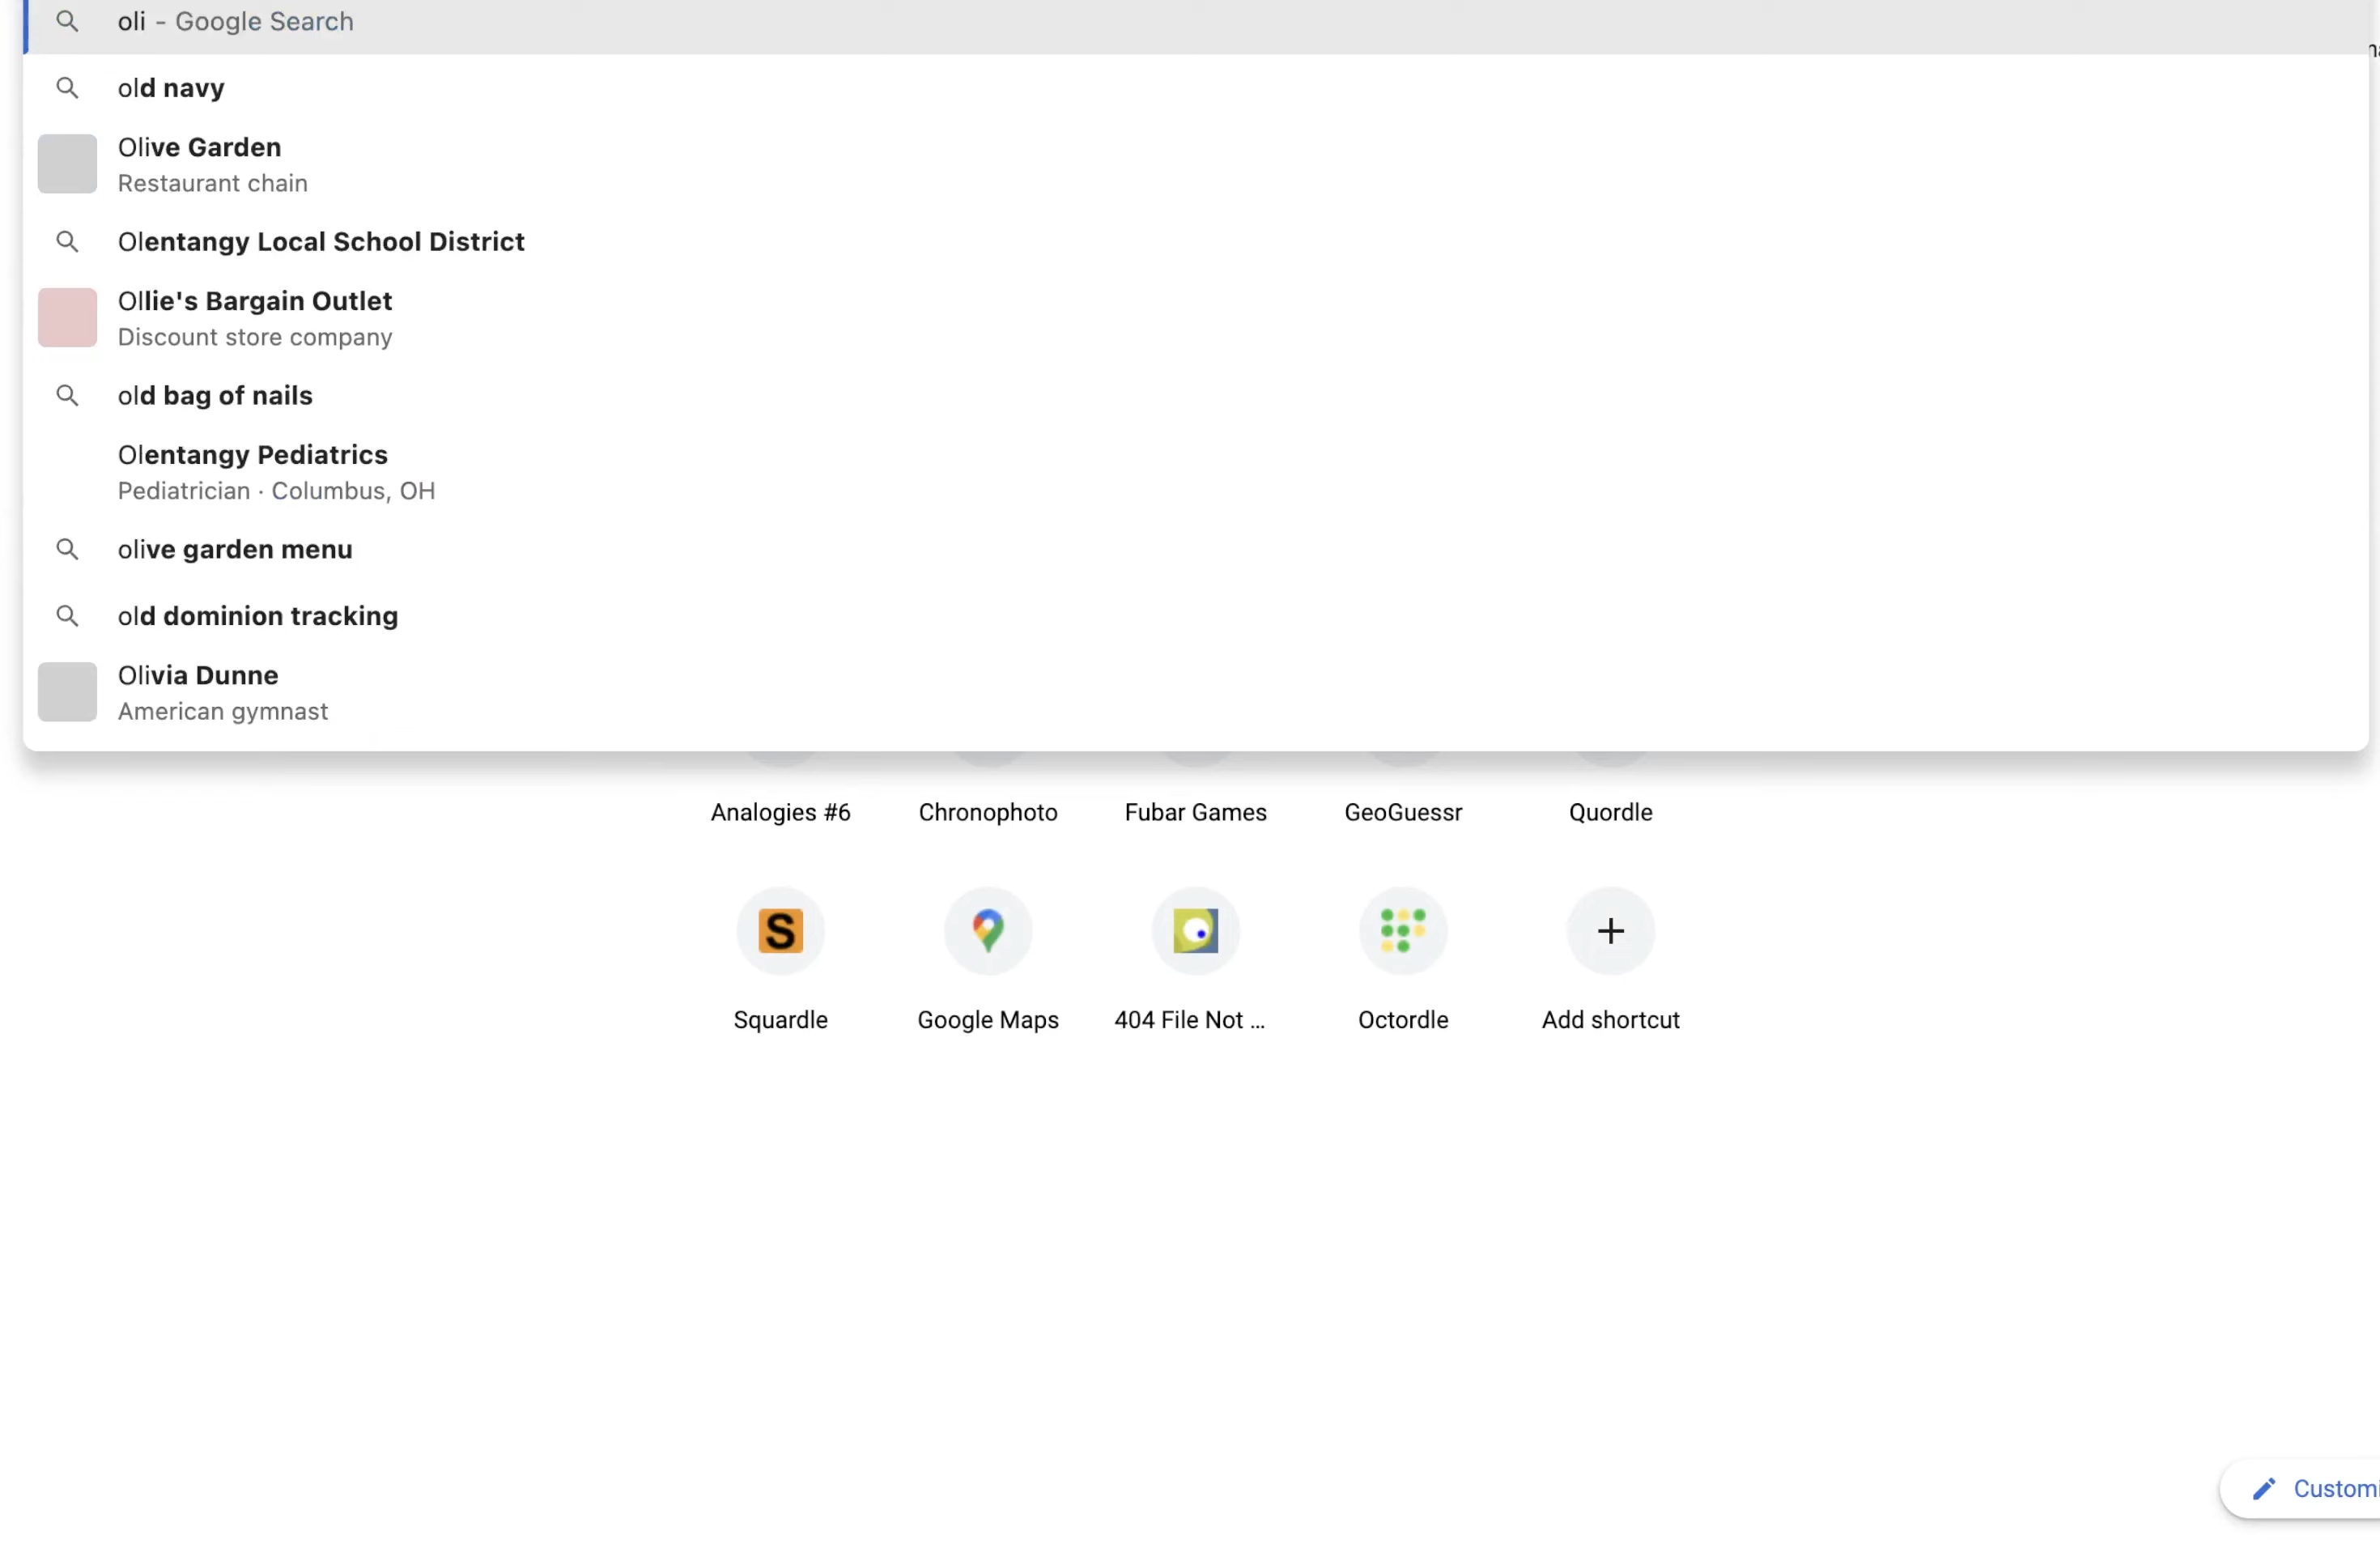 oli - Google Search
old navy
Olive Garden
Restaurant chain
Olentangy Local School District
Ollie's Bargain Outlet
Discount store company
old bag of nails
Olentangy Pediatrics
Pediatrician · Columbus, OH
olive garden menu
old dominion tracking
Olivia Dunne
American gymnast
Analogies #6 Chronophoto Fubar Games GeoGuessr Quordle
S
Squardle Google Maps 404 File Not ... Octordle Add shortcut